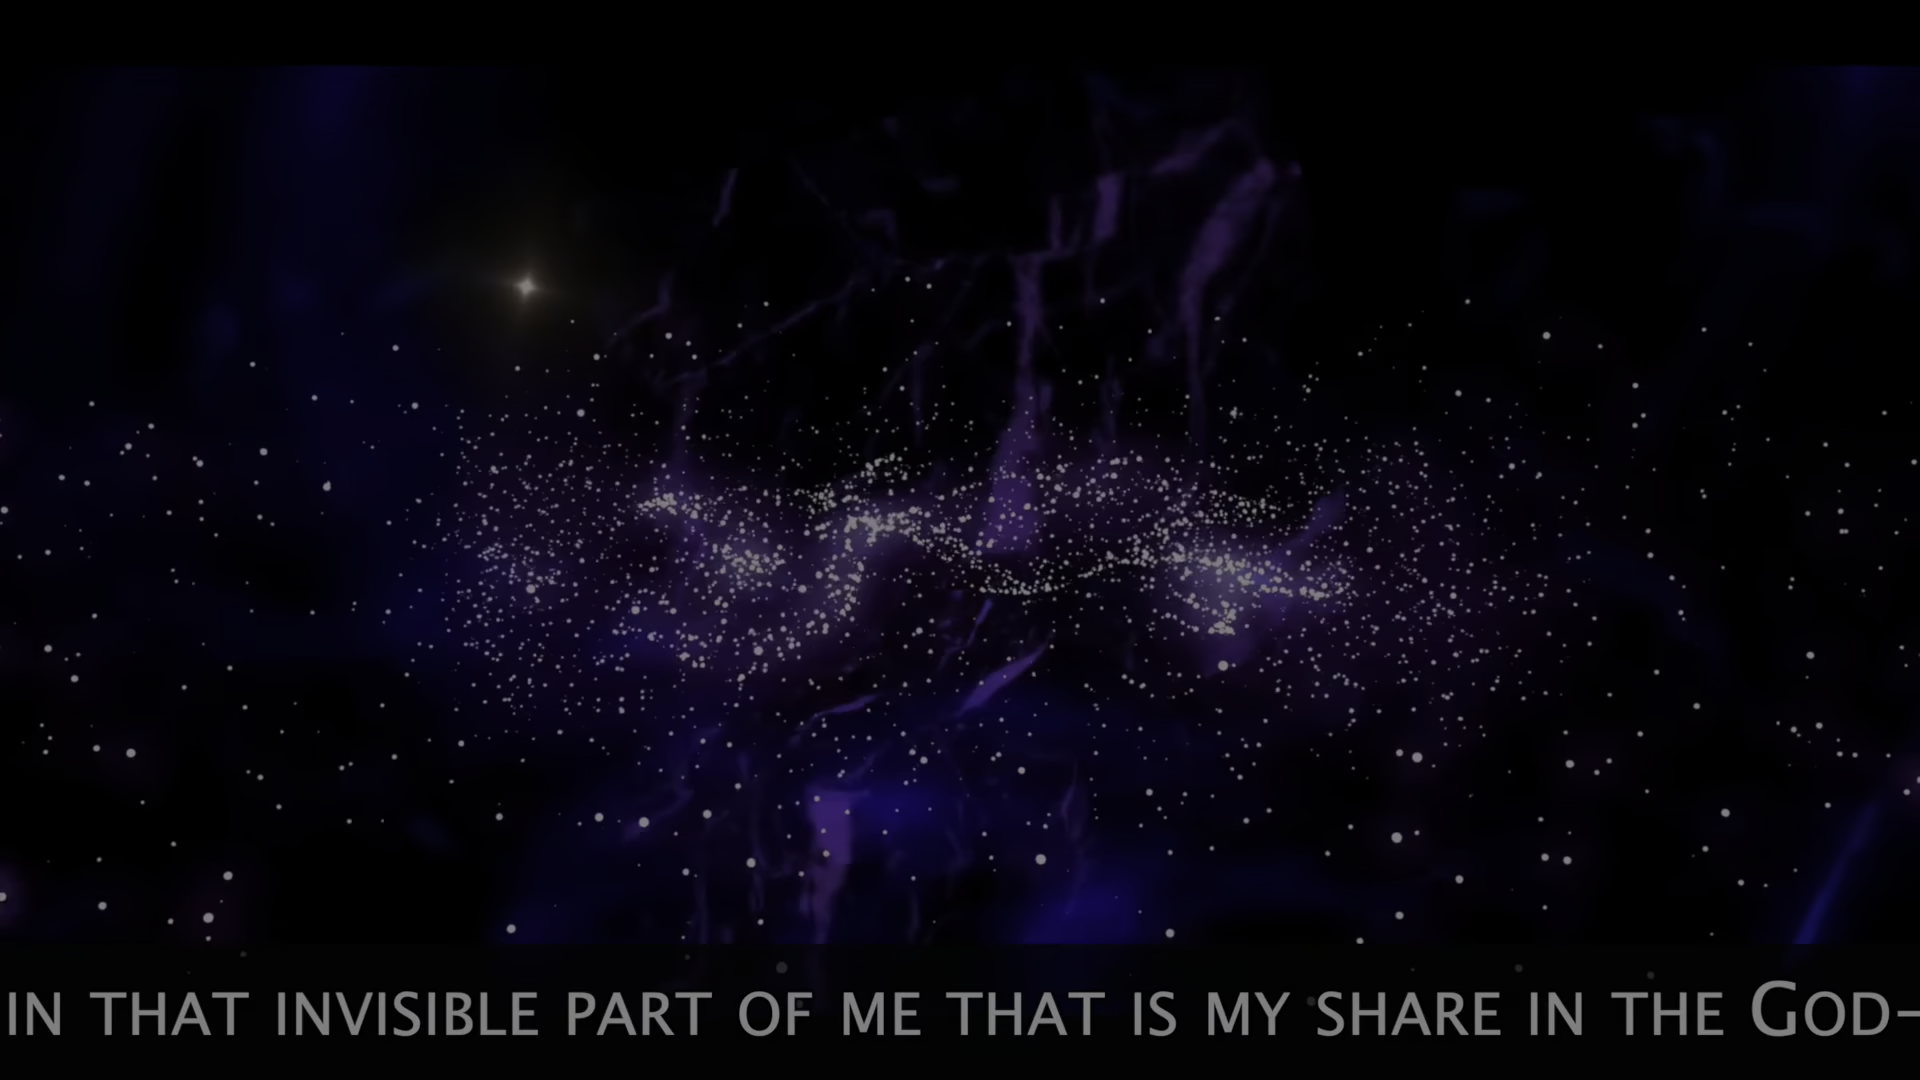 IN THAT INVISIBLE PART OF ME THAT IS MY SHARE IN THE GOD-